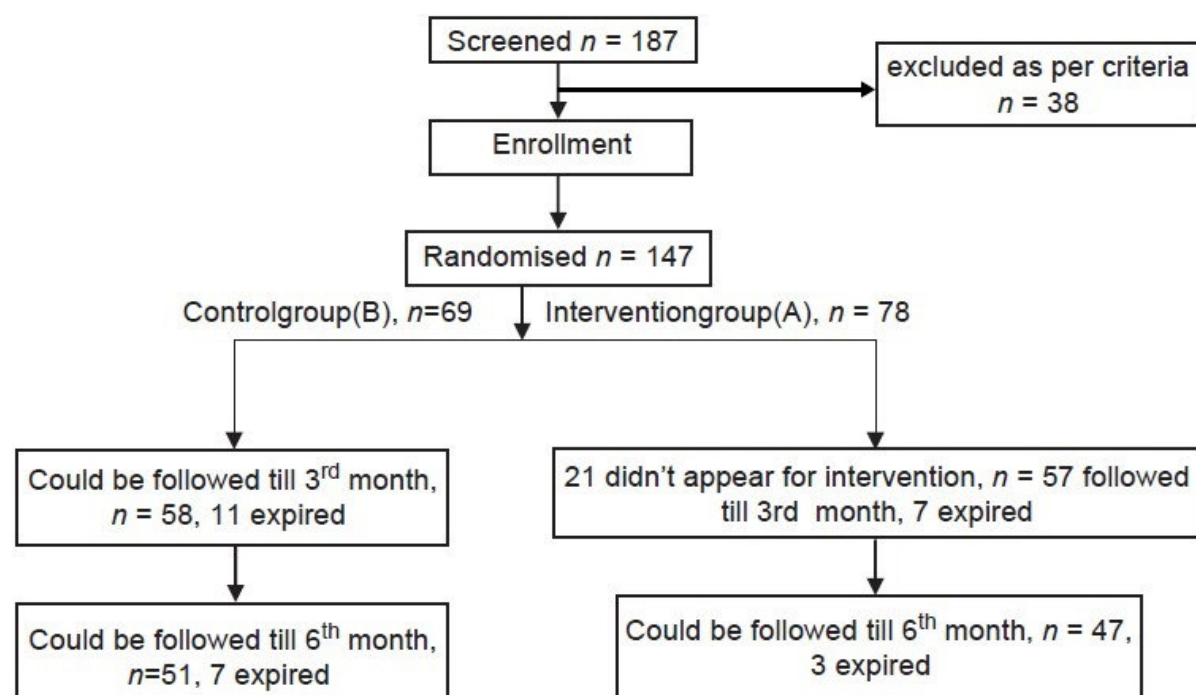 Screened n = 187
excluded as per criteria
n = 38
Enrollment
Randomised n = 147
Controlgroup(B), n=69
Interventiongroup(A), n = 78
Could be followed till 3rd month,
n = 58, 11 expired
21 didn't appear for intervention, n = 57 followed
till 3rd month, 7 expired
Could be followed till 6th month,
n=51, 7 expired
Could be followed till 6th month, n = 47,
3 expired